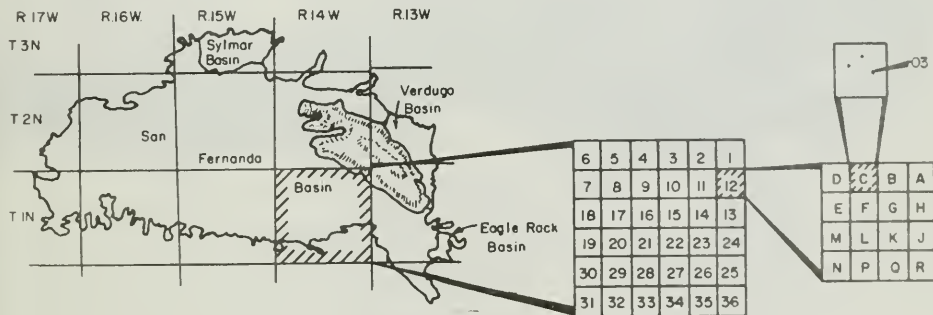 R.17W R.16W. R.15W R.14W R.13W
T 3N
Sylmar
Basin
Verdugo
Basin
T 2N
San
Fernanda
Basin
T 1N
Eagle Rock
Basin
6 5 4 3 2 1
7 8 9 10 11 12
18 17 16 15 14 13
19 20 21 22 23 24
30 29 28 27 26 25
31 32 33 34 35 36
03
D C B A
E F G H
M L K J
N P Q R